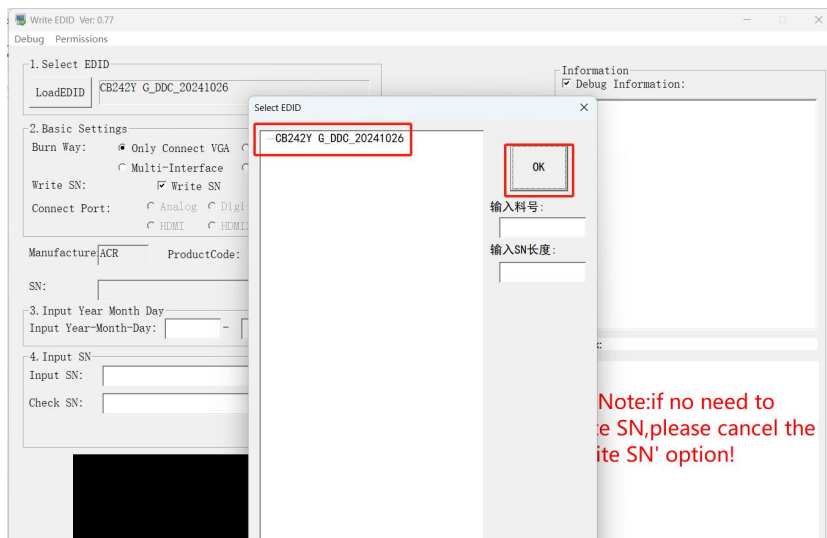 Write EDID Ver: 0.77
Debug Permissions
1.Select EDID
LoadEDID CB242Y G_DDC_20241026
2.Basic Settings
Burn Way: Only Connect VGA
Multi-Interface
Write SN: Write SN
Connect Port: Analog Digi
HDMI HDMI
Manufacture ACR ProductCode:
SN:
3.Input Year Month Day
Input Year-Month-Day: -
4.Input SN
Input SN:
Check SN:
Select EDID
CB242Y G_DDC_20241026
OK
输入料号:
输入SN长度:
Information
Debug Information:
Note:if no need to
SN,please cancel the
SN' option!